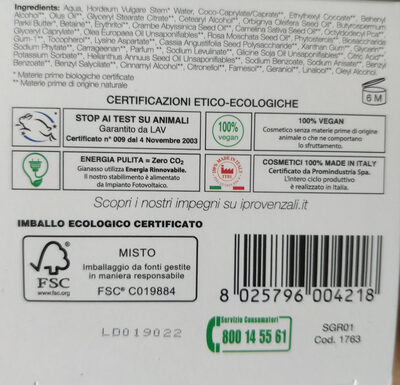 Ingredients: Aqua, Hordeum Vulgare Stem* Water, Coco-Caprylate/Caprate**, Ethylhexyl Cocoate**, Behenyl
Alcohol**, Olus Oil**, Glyceryl Stearate Citrate**, Cetearyl Alcohol**, Orbignya Oleifera Seed Oil**, Butyrospermum
Parkii Butter**, Betaine**, Erythritol**, Crambe Abyssinica Seed Oil**, Camelina Sativa Seed Oil**, Octyldodecyl Pca**
Glyceryl Caprylate**, Olea Europaea Oil Unsaponifiables**, Rosa Moschata Seed Oil**, Phytosterols**, Biosaccharide
Gum-1**, Tocopherol**, Lysine Aspartate**, Cassia Angustifolia Seed Polysaccharide**, Xanthan Gum**, Glycerin**
Sodium Phytate**, Carrageenan**, Parfum**, Sodium Levulinate**, Glycine Soja Oil Unsaponifiables**, Citric Acid**,
Potassium Sorbate, Helianthus Annuus Seed Oil Unsaponifiables**, Sodium Benzoate, Sodium Anisate**, Benzyl
Benzoate**, Benzyl Salicylate**, Cinnamyl Alcohol**, Citronellol**, Farnesol**, Geraniol**, Linalool**, Oleyl Alcohol.
* Materie prime biologiche certificate
** Materie prime di origine naturale
6 M
CERTIFICAZIONI ETICO-ECOLOGICHE
STOP AI TEST SU ANIMALI
Garantito da LAV
Certificato n° 009 dal 4 Novembre 2003
100%
vegan
100% VEGAN
Cosmetico senza materie prime di origine
animale o che ne comportino
lo sfruttamento.
ENERGIA PULITA = Zero CO2
Gianasso utilizza Energia Rinnovabile.
Il nostro stabilimento è alimentato
da Impianto Fotovoltaico.
100% MADE IN ITALY
COSMETICI 100% MADE IN ITALY
Certificato da Promindustria Spa.
L'intero ciclo produttivo
è realizzato in Italia.
Scopri i nostri impegni su iprovenzali.it
IMBALLO ECOLOGICO CERTIFICATO
FSC
www.fsc.org
MISTO
Imballaggio da fonti gestite
in maniera responsabile
FSC® C019884
8 025796 004218
LD019022
Servizio Consumatori
800 14 55 61
SGR01
Cod. 1763